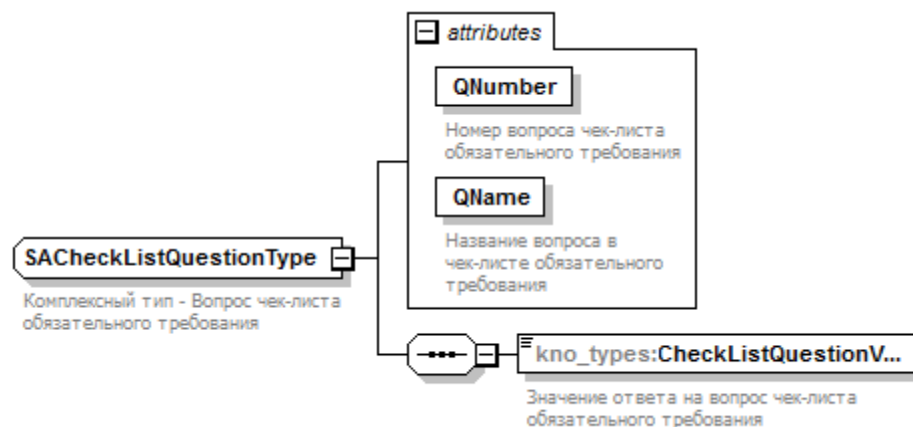 attributes
QNumber
Номер вопроса чек-листа
обязательного требования
QName
Название вопроса в
чек-листе обязательного
требования
SACheckListQuestionType
Комплексный тип - Вопрос чек-листа
обязательного требования
kno_types:CheckListQuestionV...
Значение ответа на вопрос чек-листа
обязательного требования